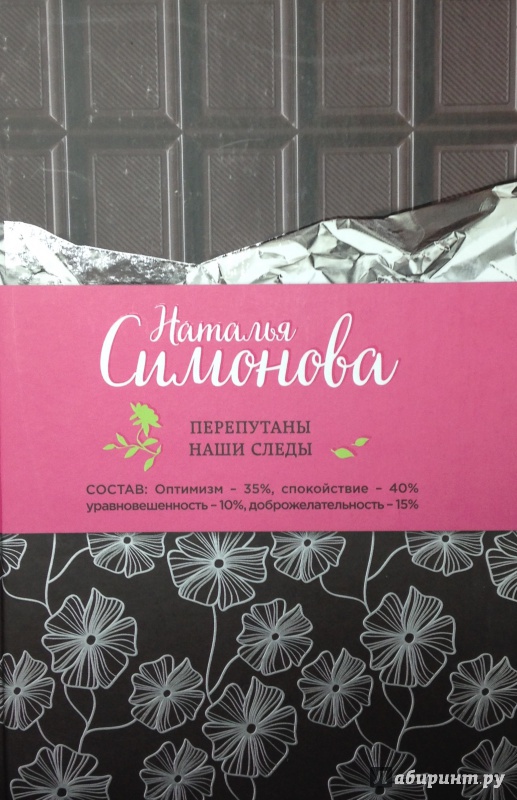 Наталья
Симонова
ПЕРЕПУТАНЫ
НАШИ СЛЕДЫ
СОСТАВ: Оптимизм – 35%, спокойствие – 40%
уравновешенность – 10%, доброжелательность – 15%
Лабиринт.ру